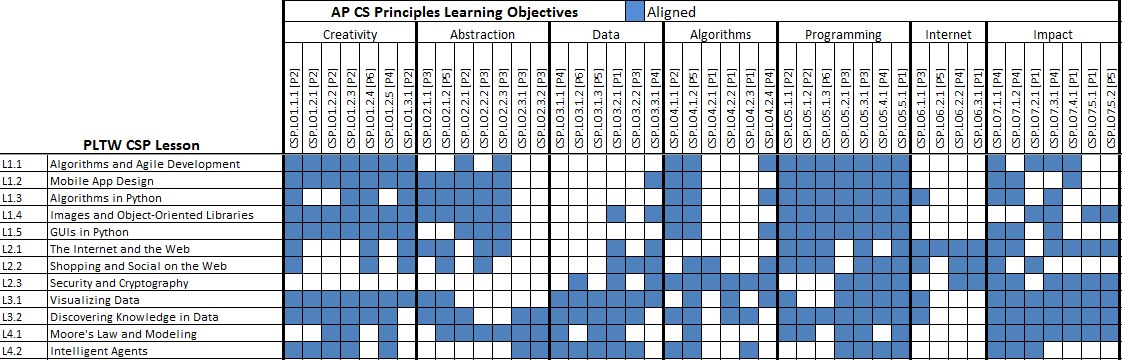 AP CS Principles Learning Objectives
Aligned
Creativity
Abstraction
Data
Algorithms
Programming
Internet
Impact
CSP.LO1.1.1 [P2]
CSP.LO1.2.1 [P2]
CSP.LO1.2.2 [P2]
CSP.LO1.2.3 [P2]
CSP.LO1.2.4 [P6]
CSP.LO1.2.5 [P4]
CSP.LO1.3.1 [P2]
CSP.LO2.1.1 [P3]
CSP.LO2.1.2 [P5]
CSP.LO2.2.1 [P2]
CSP.LO2.2.2 [P3]
CSP.LO2.2.3 [P3]
CSP.LO2.3.1 [P3]
CSP.LO2.3.2 [P3]
CSP.LO3.1.1 [P4]
CSP.LO3.1.2 [P6]
CSP.LO3.1.3 [P5]
CSP.LO3.2.1 [P1]
CSP.LO3.2.2 [P3]
CSP.LO3.3.1 [P4]
CSP.LO4.1.1 [P2]
CSP.LO4.1.2 [P5]
CSP.LO4.2.1 [P1]
CSP.LO4.2.2 [P1]
CSP.LO4.2.3 [P1]
CSP.LO4.2.4 [P4]
CSP.LO5.1.1 [P2]
CSP.LO5.1.2 [P2]
CSP.LO5.1.3 [P6]
CSP.LO5.2.1 [P3]
CSP.LO5.3.1 [P3]
CSP.LO5.4.1 [P1]
CSP.LO5.5.1 [P1]
CSP.LO6.1.1 [P3]
CSP.LO6.2.1 [P5]
CSP.LO6.2.2 [P4]
CSP.LO6.3.1 [P1]
CSP.LO7.1.1 [P4]
CSP.LO7.1.2 [P4]
CSP.LO7.2.1 [P1]
CSP.LO7.3.1 [P4]
CSP.LO7.4.1 [P1]
CSP.LO7.5.1 [P1]
CSP.LO7.5.2 [P5]
PLTW CSP Lesson
L1.1 Algorithms and Agile Development
L1.2 Mobile App Design
L1.3 Algorithms in Python
L1.4 Images and Object-Oriented Libraries
L1.5 GUIs in Python
L2.1 The Internet and the Web
L2.2 Shopping and Social on the Web
L2.3 Security and Cryptography
L3.1 Visualizing Data
L3.2 Discovering Knowledge in Data
L4.1 Moore's Law and Modeling
L4.2 Intelligent Agents